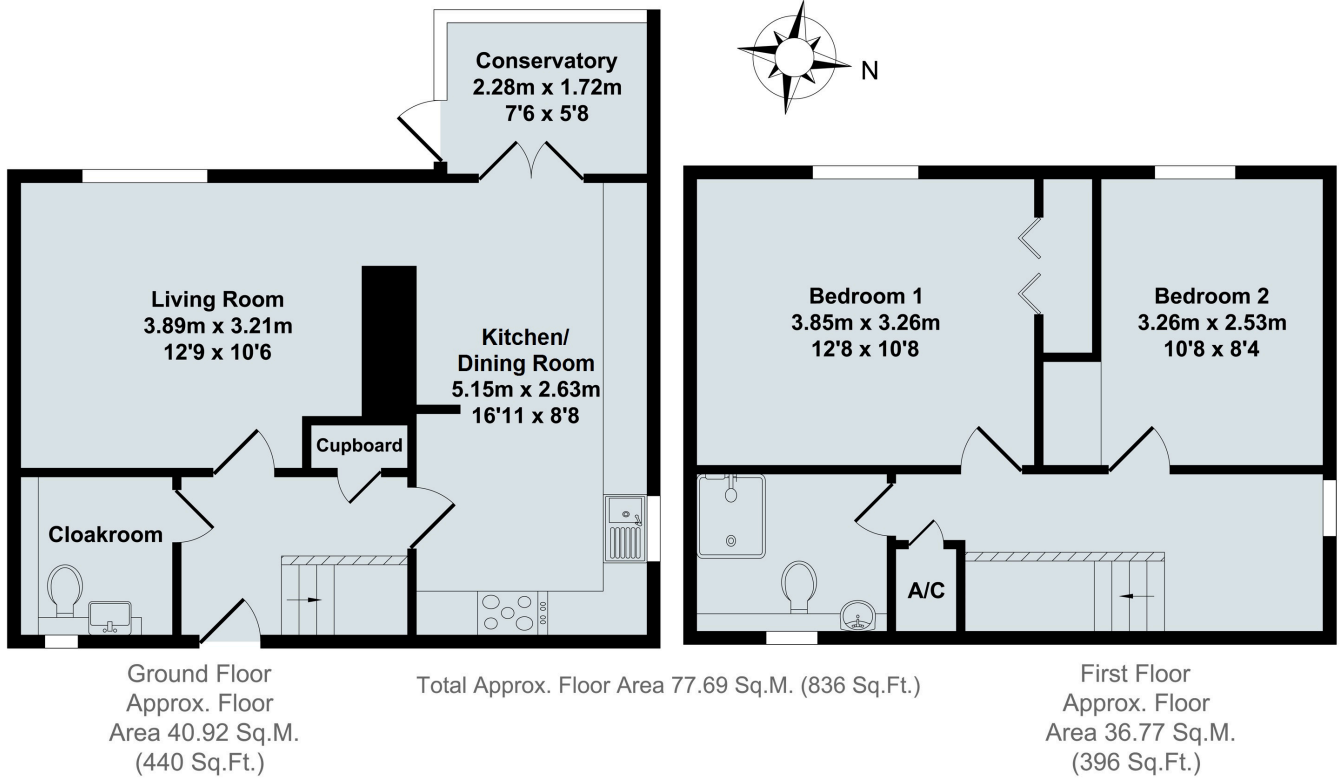 Conservatory
2.28m x 1.72m
7'6 x 5'8
N
Living Room
3.89m x 3.21m
12'9 x 10'6
Kitchen/
Dining Room
5.15m x 2.63m
16'11 x 8'8
Cupboard
Cloakroom
Bedroom 1
3.85m x 3.26m
12'8 x 10'8
Bedroom 2
3.26m x 2.53m
10'8 x 8'4
A/C
Ground Floor
Approx. Floor
Area 40.92 Sq.M.
(440 Sq.Ft.)
Total Approx. Floor Area 77.69 Sq.M. (836 Sq.Ft.)
First Floor
Approx. Floor
Area 36.77 Sq.M.
(396 Sq.Ft.)